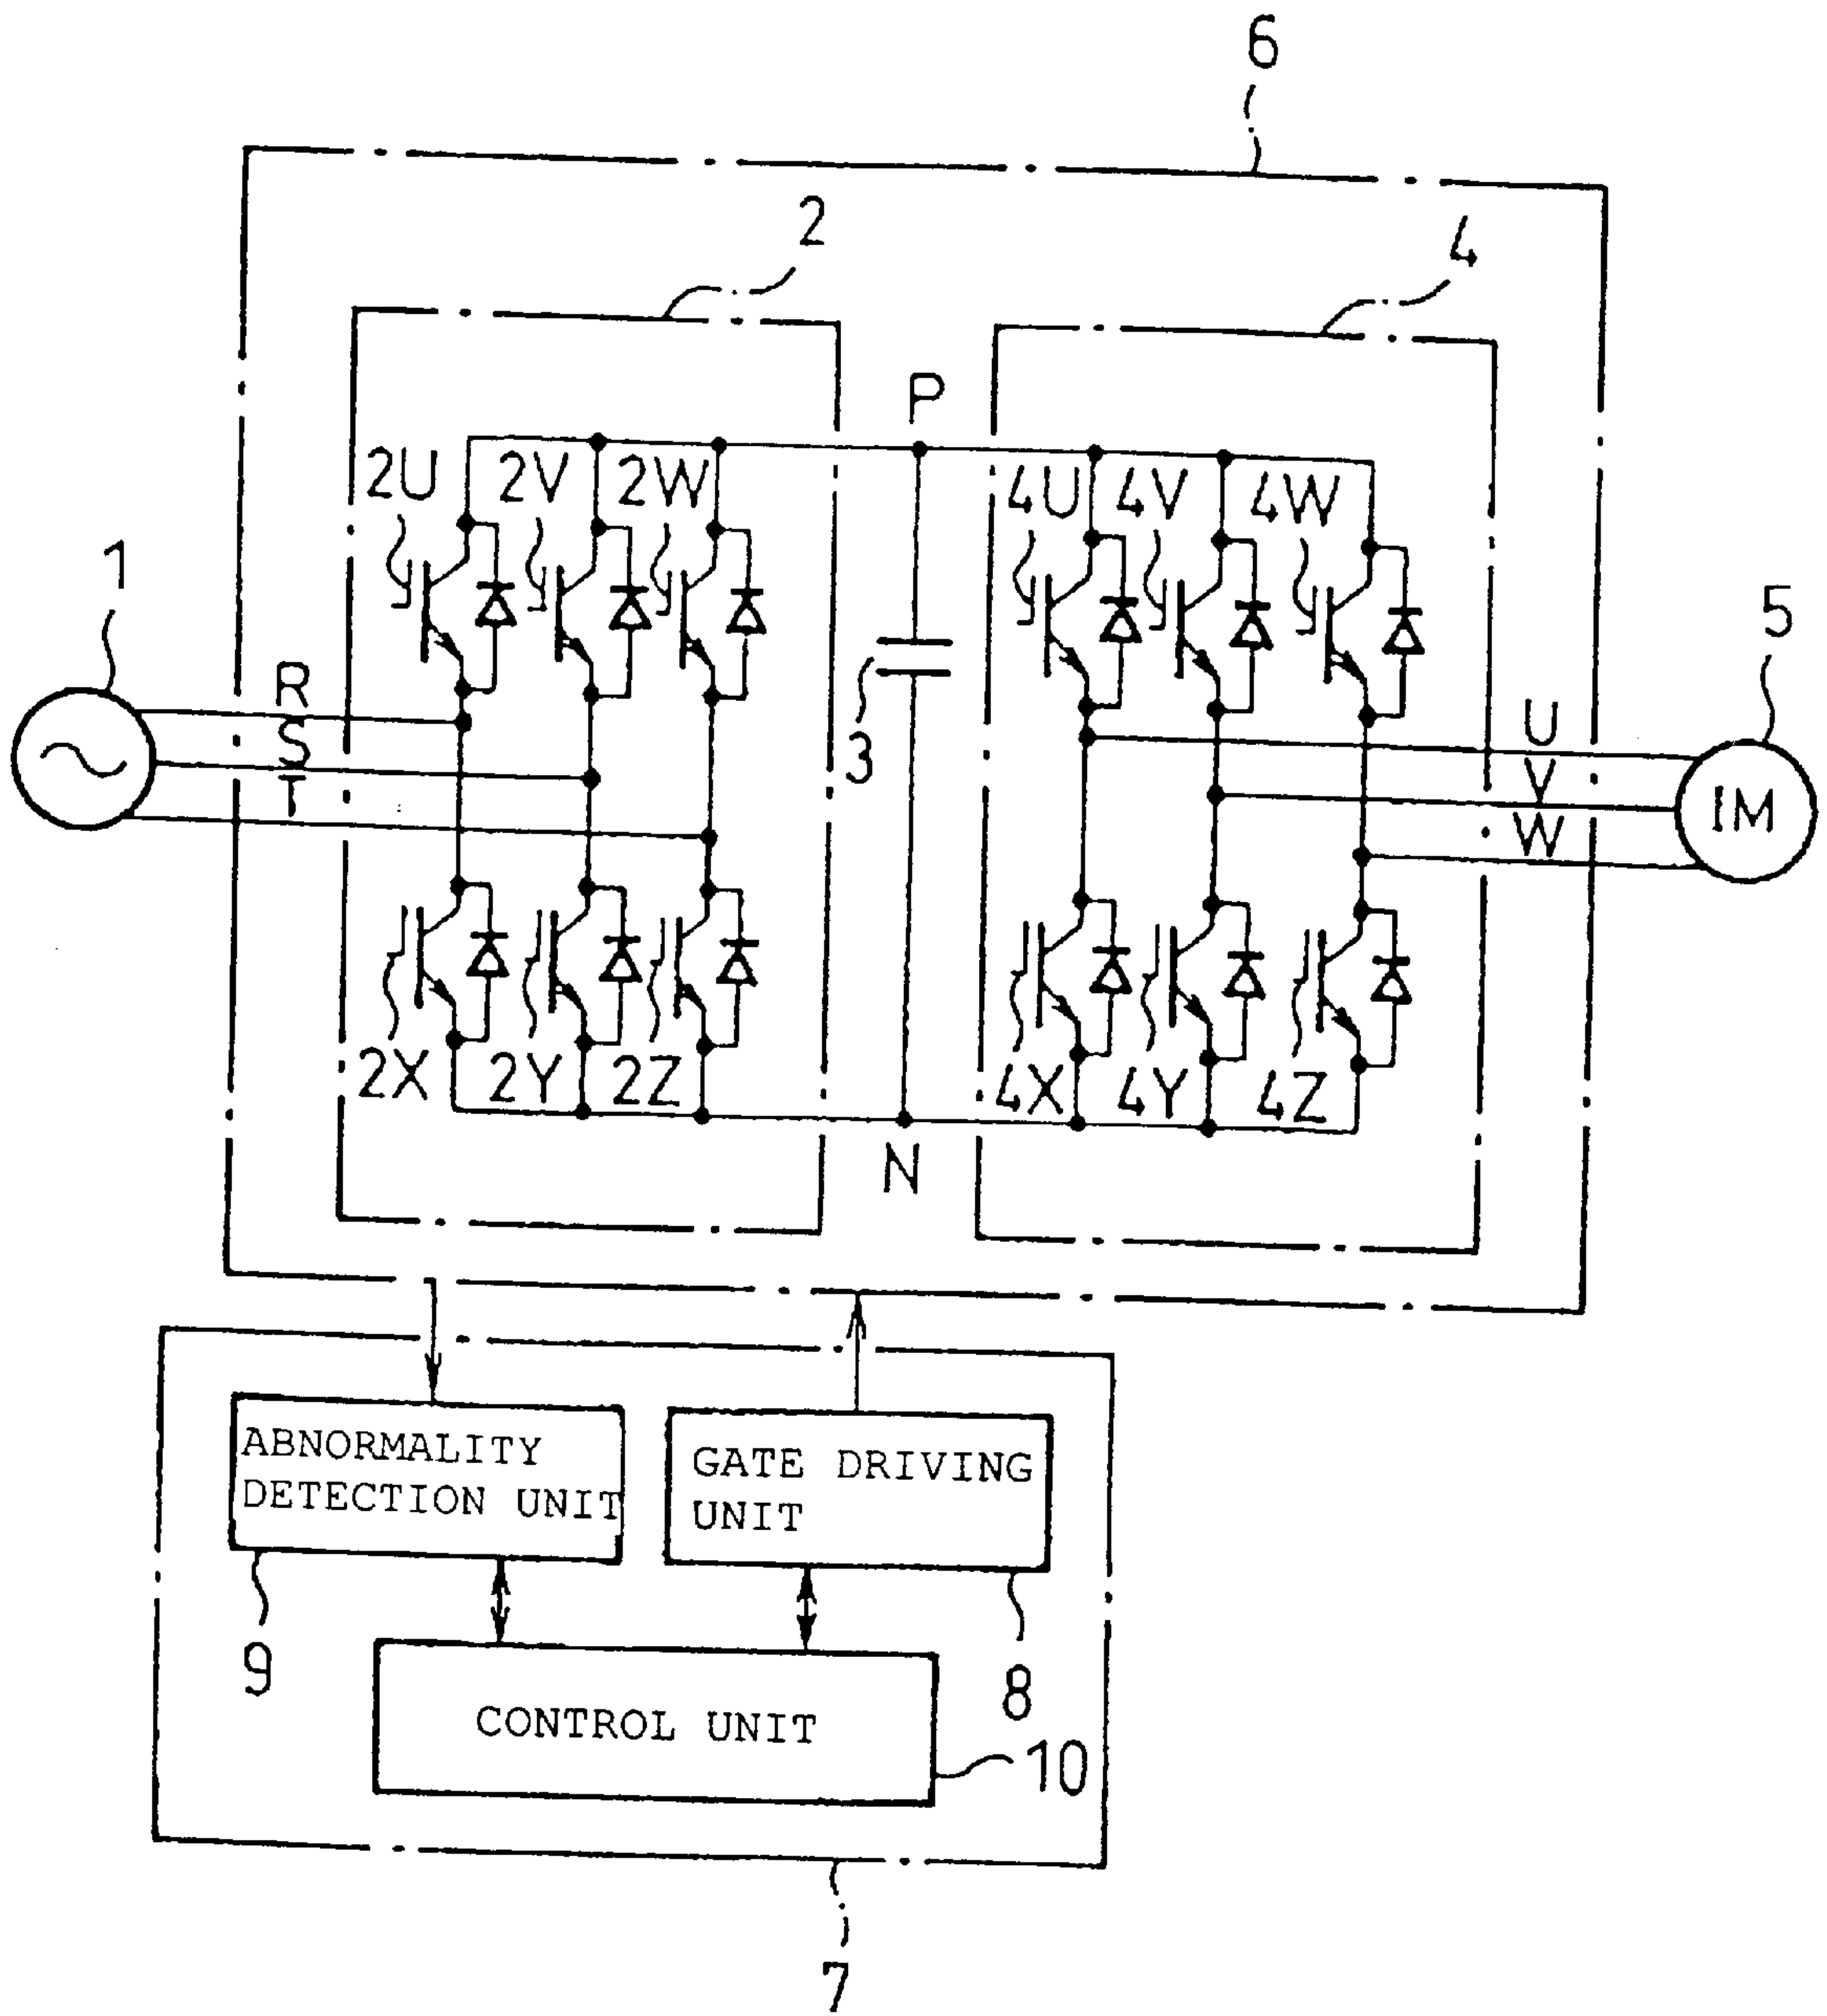 6
2
4
P
2U 2V 2W
4U 4V 4W
1
5
R
S
T
3
U
V
W
IM
2X 2Y 2Z
4X 4Y 4Z
N
ABNORMALITY
DETECTION UNIT
GATE DRIVING
UNIT
9
8
CONTROL UNIT
10
7